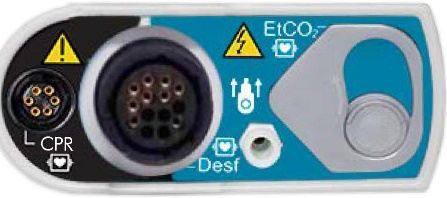 EtCO₂
CPR
Desf